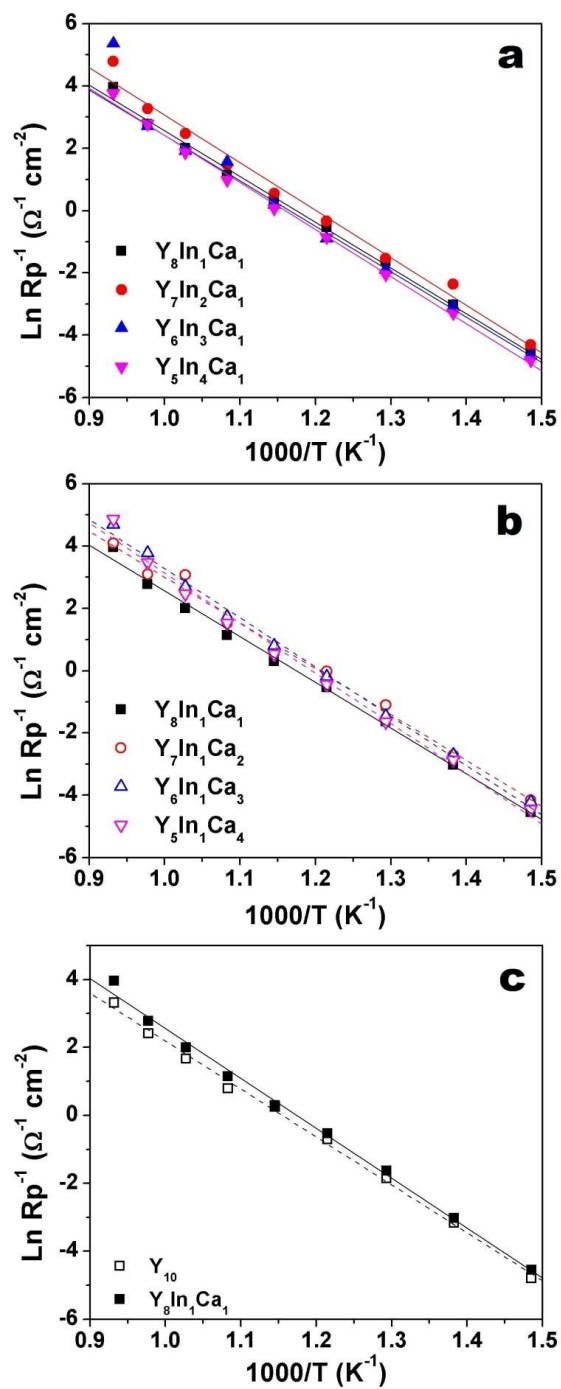 a
6
4
2
0
-2
-4
-6
Ln Rp⁻¹ (Ω⁻¹ cm⁻²)
Y₈In₁Ca₁
Y₇In₂Ca₁
Y₆In₃Ca₁
Y₅In₄Ca₁
0.9 1.0 1.1 1.2 1.3 1.4 1.5
1000/T (K⁻¹)
b
6
4
2
0
-2
-4
-6
Ln Rp⁻¹ (Ω⁻¹ cm⁻²)
Y₈In₁Ca₁
Y₇In₁Ca₂
Y₆In₁Ca₃
Y₅In₁Ca₄
0.9 1.0 1.1 1.2 1.3 1.4 1.5
1000/T (K⁻¹)
c
4
2
0
-2
-4
-6
Ln Rp⁻¹ (Ω⁻¹ cm⁻²)
Y₁₀
Y₈In₁Ca₁
0.9 1.0 1.1 1.2 1.3 1.4 1.5
1000/T (K⁻¹)